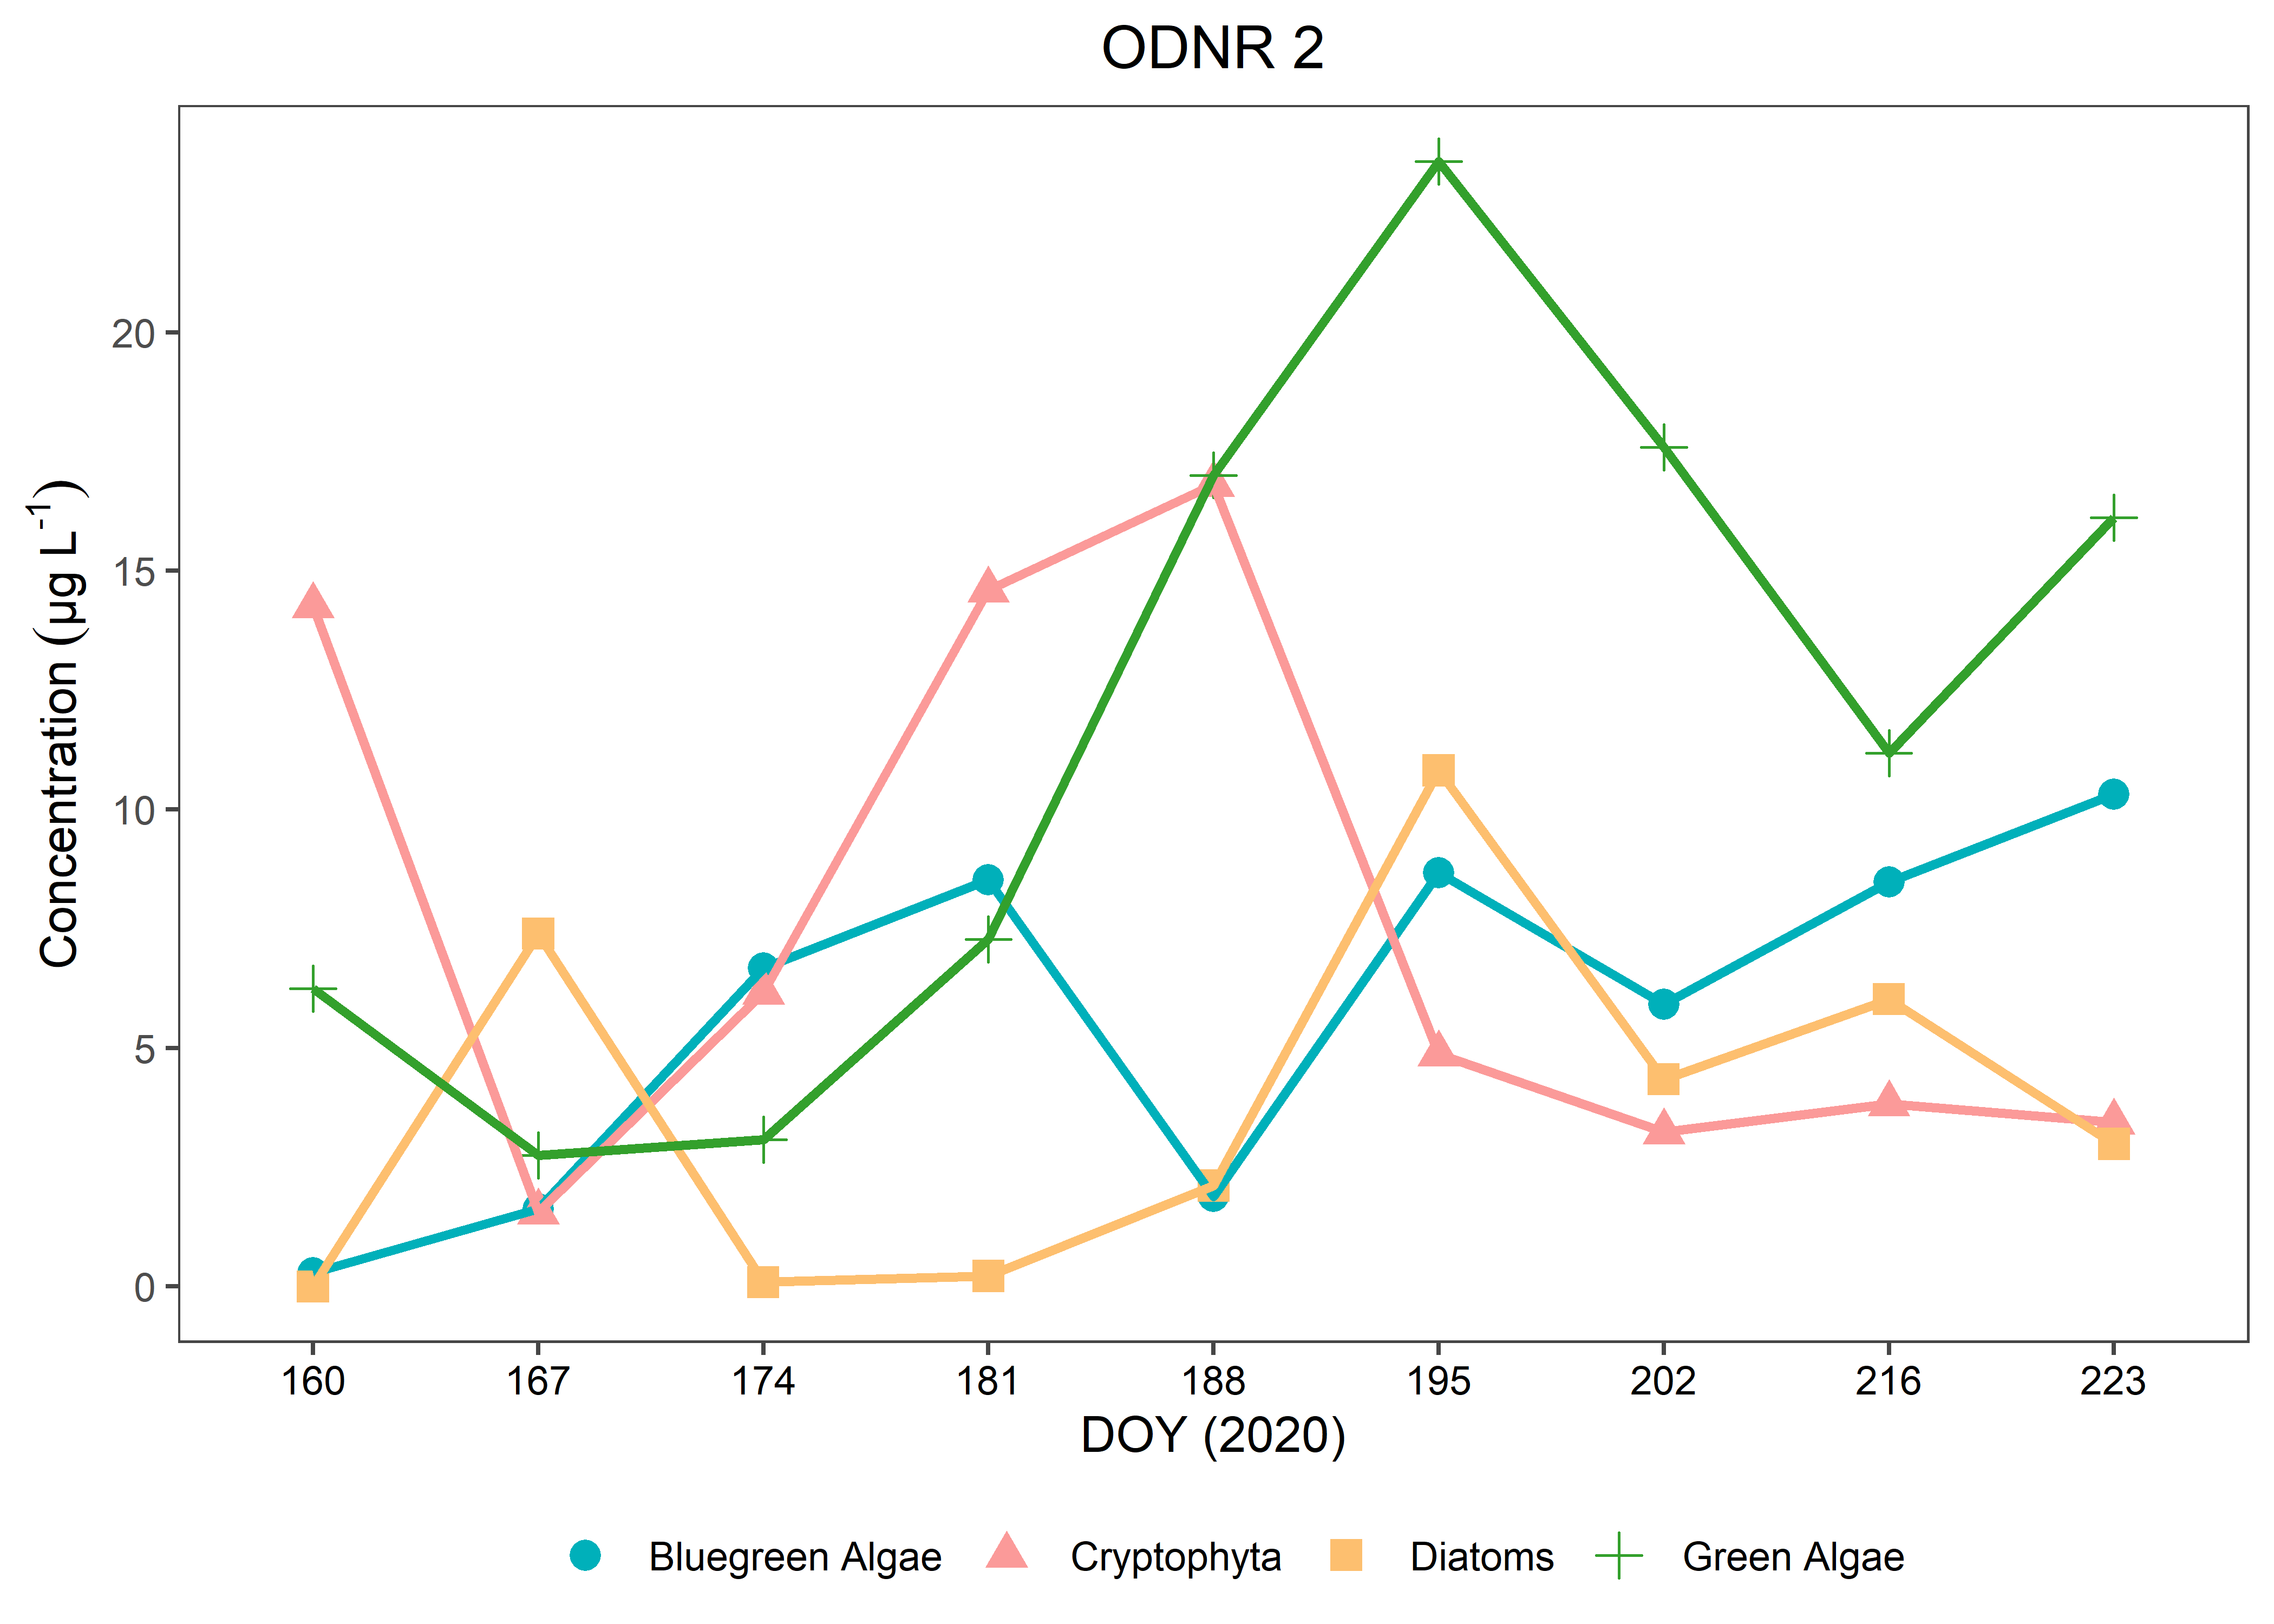 ODNR 2
Concentration (µg L⁻¹)
20
15
10
5
0
160 167 174 181 188 195 202 216 223
DOY (2020)
Bluegreen Algae Cryptophyta Diatoms Green Algae